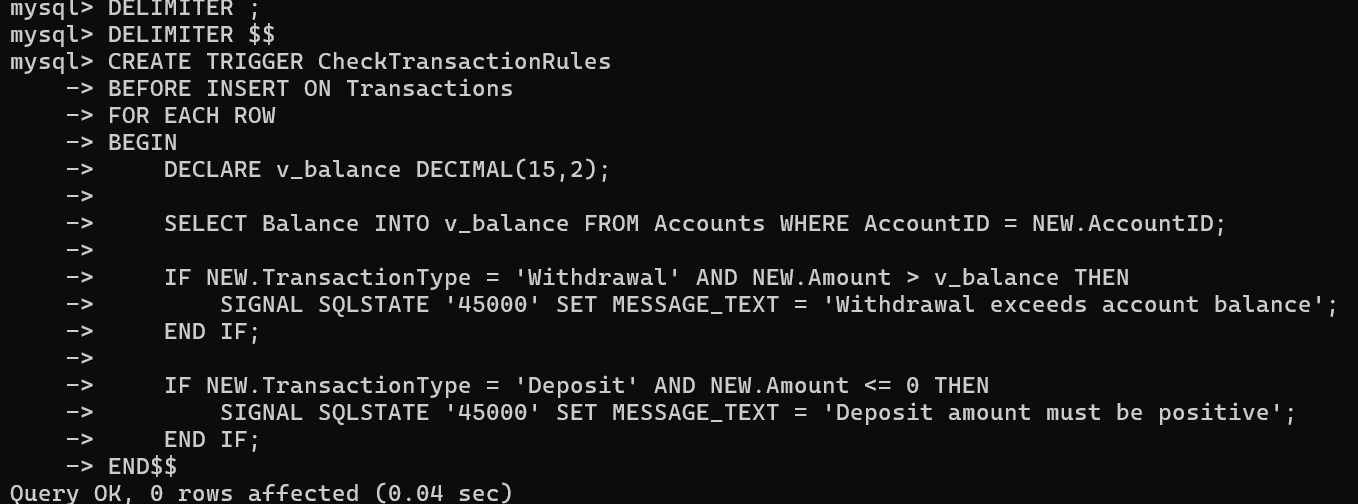 mysql> DELIMITER ;
mysql> DELIMITER $$
mysql> CREATE TRIGGER CheckTransactionRules
    -> BEFORE INSERT ON Transactions
    -> FOR EACH ROW
    -> BEGIN
    ->     DECLARE v_balance DECIMAL(15,2);
    ->
    ->     SELECT Balance INTO v_balance FROM Accounts WHERE AccountID = NEW.AccountID;
    ->
    ->     IF NEW.TransactionType = 'Withdrawal' AND NEW.Amount > v_balance THEN
    ->         SIGNAL SQLSTATE '45000' SET MESSAGE_TEXT = 'Withdrawal exceeds account balance';
    ->     END IF;
    ->
    ->     IF NEW.TransactionType = 'Deposit' AND NEW.Amount <= 0 THEN
    ->         SIGNAL SQLSTATE '45000' SET MESSAGE_TEXT = 'Deposit amount must be positive';
    ->     END IF;
    -> END$$
Query OK, 0 rows affected (0.04 sec)